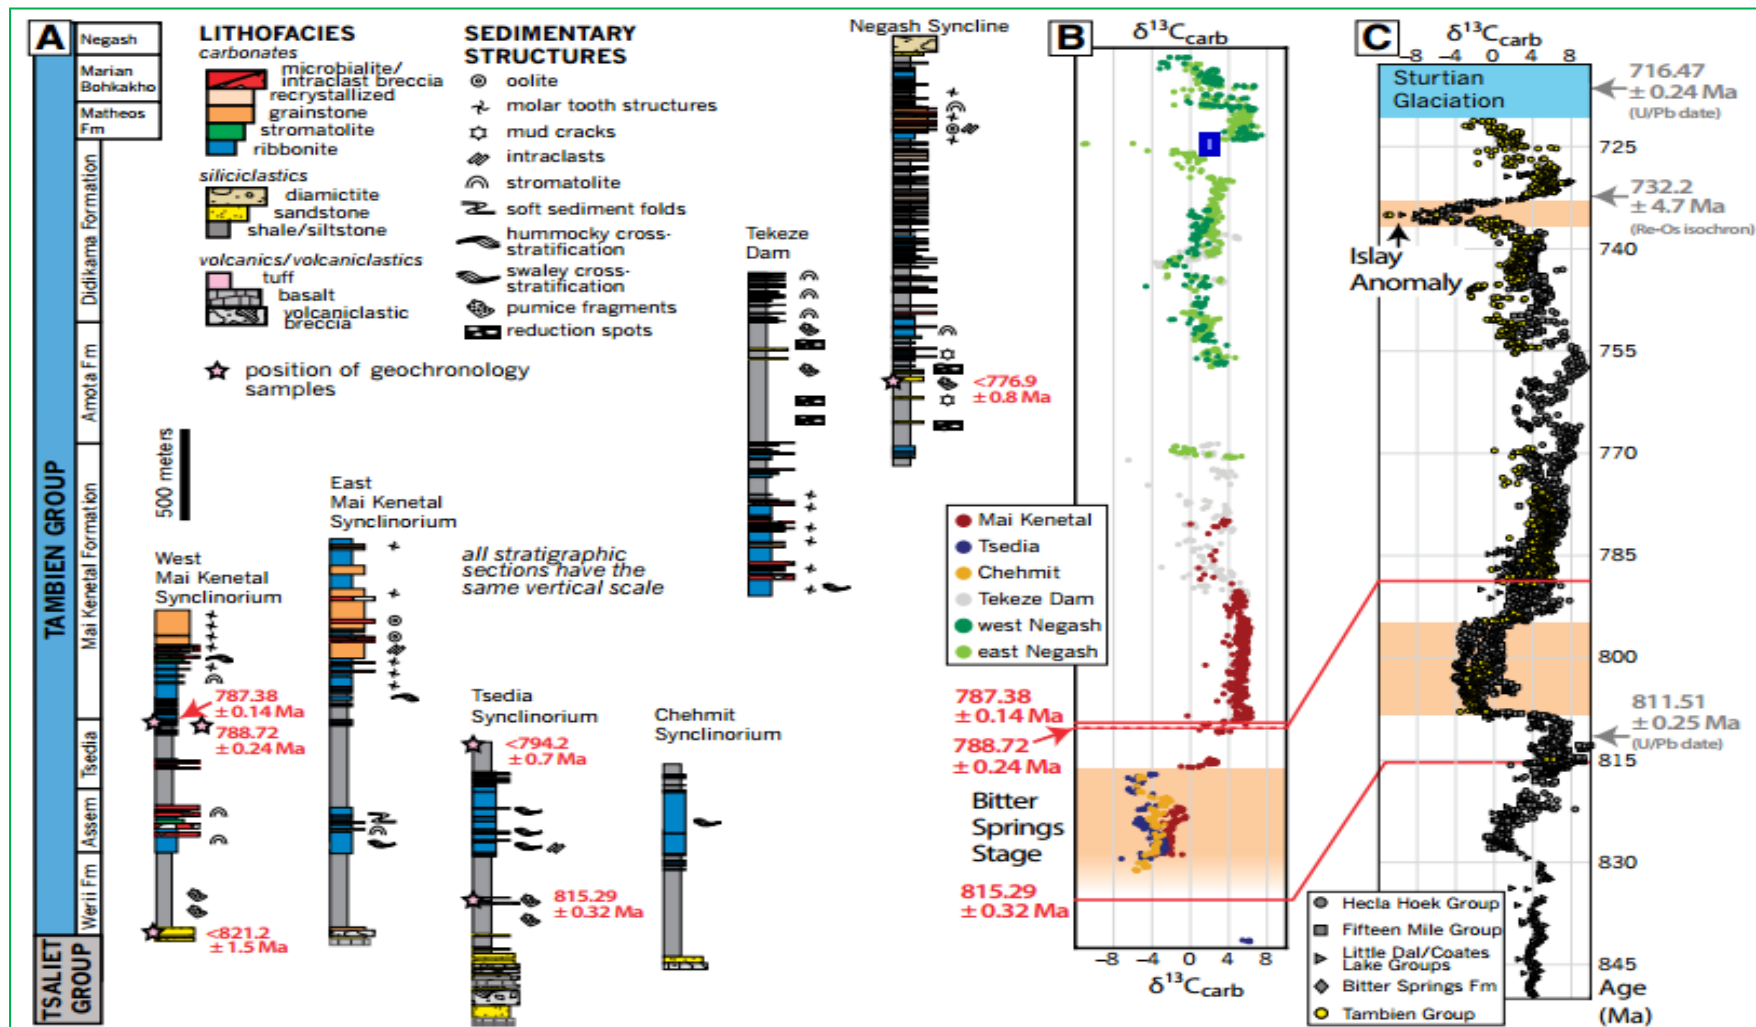 A
TAMBIEN GROUP
TSALIET
GROUP
Negash
Marian
Bohkakho
Matheos
Fm
Didikama Formation
Amota Fm
Mai Kenetal Formation
Tsedia
Assem
Werii Fm
LITHOFACIES
carbonates
microbialite/
intraclast breccia
recrystallized
grainstone
stromatolite
ribbonite
siliciclastics
diamictite
sandstone
shale/siltstone
volcanics/volcaniclastics
tuff
basalt
volcaniclastic
breccia
position of geochronology
samples
SEDIMENTARY
STRUCTURES
oolite
molar tooth structures
mud cracks
intraclasts
stromatolite
soft sediment folds
hummocky cross-
stratification
swaley cross-
stratification
pumice fragments
reduction spots
500 meters
West
Mai Kenetal
Synclinorium
787.38
± 0.14 Ma
788.72
± 0.24 Ma
<821.2
± 1.5 Ma
East
Mai Kenetal
Synclinorium
all stratigraphic
sections have the
same vertical scale
Tsedia
Synclinorium
<794.2
± 0.7 Ma
815.29
± 0.32 Ma
Chehmit
Synclinorium
Tekeze
Dam
Negash Syncline
<776.9
± 0.8 Ma
B
δ13Ccarb
Mai Kenetal
Tsedia
Chehmit
Tekeze Dam
west Negash
east Negash
787.38
± 0.14 Ma
788.72
± 0.24 Ma
Bitter
Springs
Stage
815.29
± 0.32 Ma
−8 −4 0 4 8
δ13Ccarb
C
δ13Ccarb
−8 −4 0 4 8
Sturtian
Glaciation
716.47
± 0.24 Ma
(U/Pb date)
725
732.2
± 4.7 Ma
(Re-Os isochron)
740
Islay
Anomaly
755
770
785
800
811.51
± 0.25 Ma
(U/Pb date)
815
830
845
Age
(Ma)
Hecla Hoek Group
Fifteen Mile Group
Little Dal/Coates
Lake Groups
Bitter Springs Fm
Tambien Group